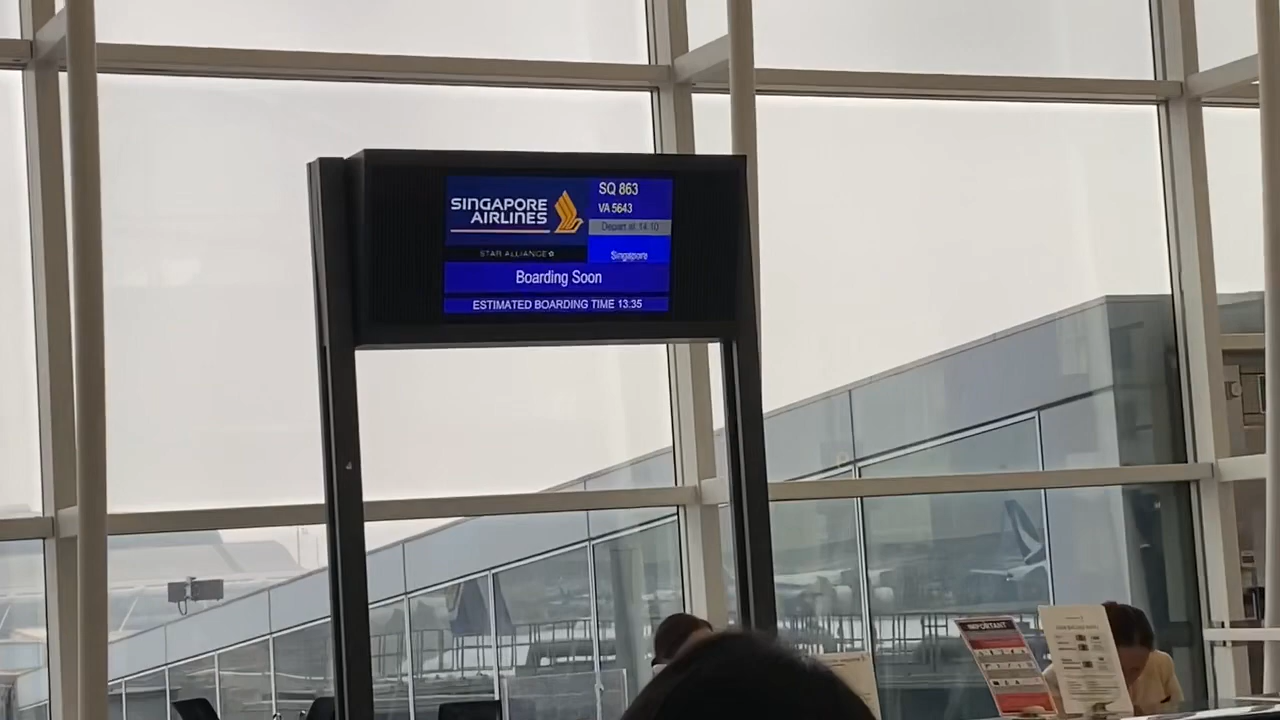 SINGAPORE
AIRLINES
SQ 863
VA 5643
Depart at 14:10
STAR ALLIANCE
Singapore
Boarding Soon
ESTIMATED BOARDING TIME 13:35
IMPORTANT